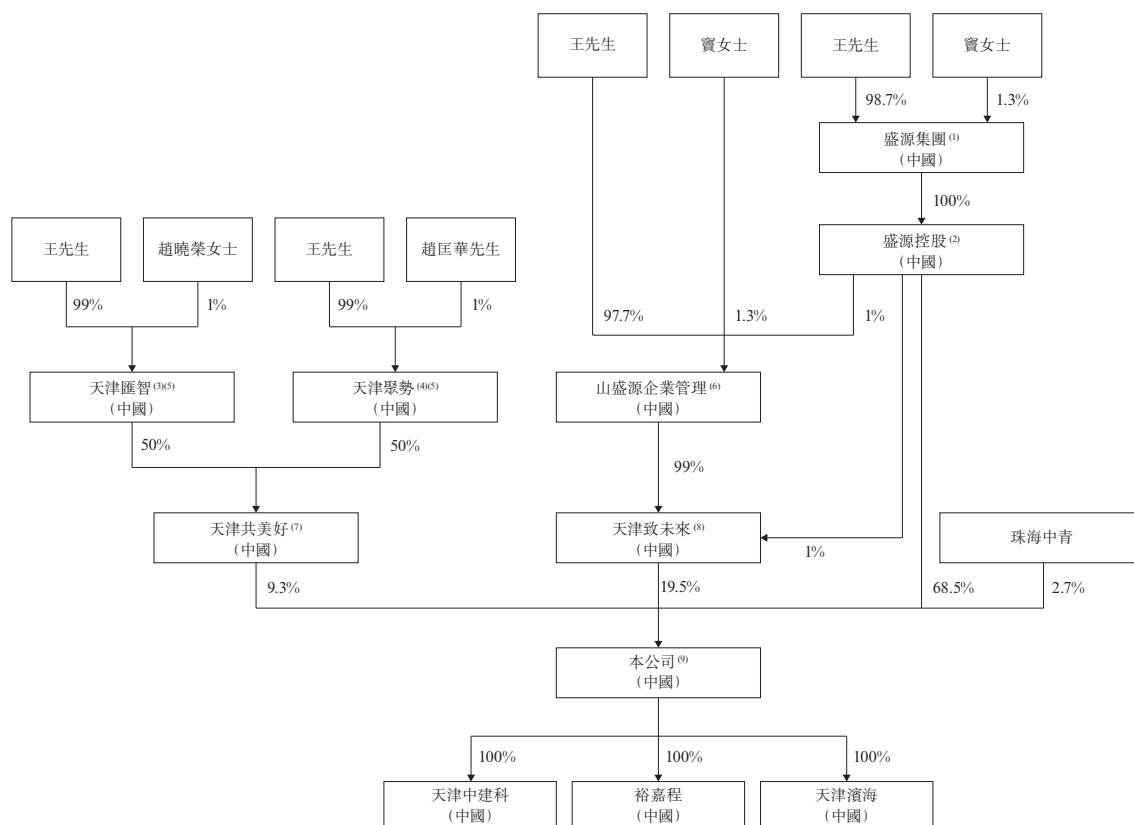 王先生
竇女士
王先生
竇女士
98.7%
1.3%
盛源集團(1)
（中國）
100%
王先生
趙曉榮女士
王先生
趙匡華先生
盛源控股(2)
（中國）
99%
1%
99%
1%
97.7%
1.3%
1%
天津匯智(3)(5)
（中國）
天津聚勢(4)(5)
（中國）
山盛源企業管理(6)
（中國）
50%
50%
99%
天津共美好(7)
（中國）
天津致未來(8)
（中國）
1%
珠海中青
9.3%
19.5%
68.5%
2.7%
本公司(9)
（中國）
100%
100%
100%
天津中建科
（中國）
裕嘉程
（中國）
天津濱海
（中國）